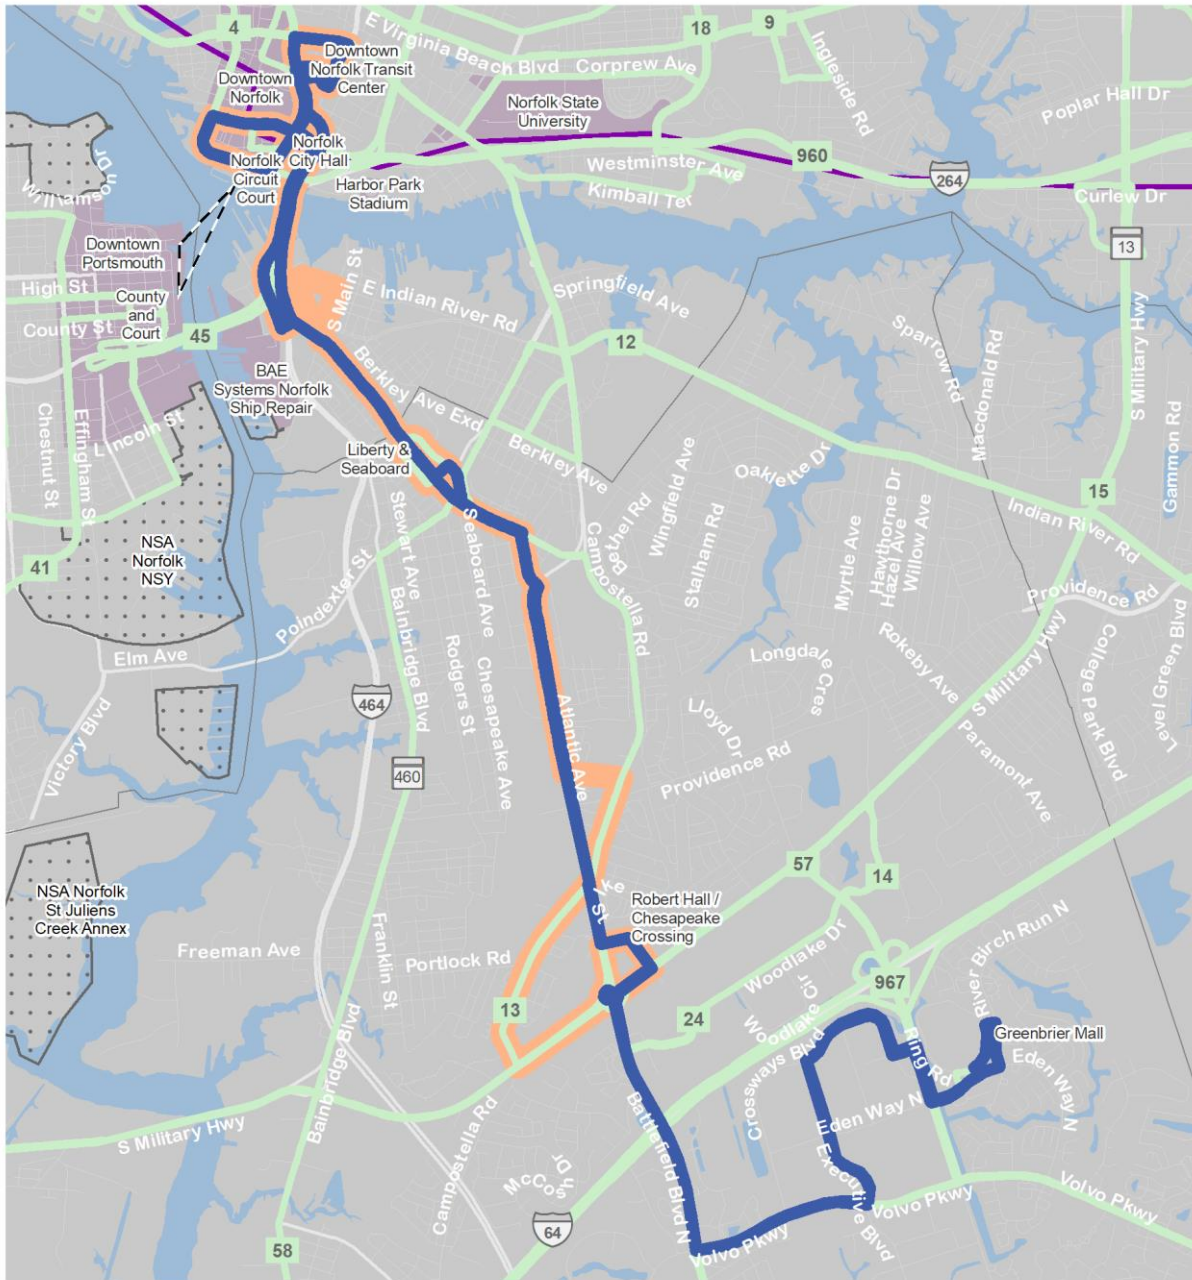 4
E Virginia Beach Blvd
18
9
Ingleside Rd
Downtown
Norfolk Transit
Center
Corprew Ave
Downtown
Norfolk
Norfolk State
University
Poplar Hall Dr
Norfolk
City Hall
Westminster Ave
960
264
Williamson Dr
Norfolk
Circuit
Court
Harbor Park
Stadium
Kimball Ter
Curlew Dr
13
Downtown
Portsmouth
High St
County
and
Court
County St
45
S Main St
E Indian River Rd
Springfield Ave
12
Sparrow Rd
Macdonald Rd
S Military Hwy
BAE
Systems Norfolk
Ship Repair
Berkley Ave Exd
Chestnut St
Effingham St
Lincoln St
Liberty &
Seaboard
Berkley Ave
Wingfield Ave
Oaklette Dr
Gammon Rd
15
Indian River Rd
NSA
Norfolk
NSY
41
Stewart Ave
S
Seaboard Ave
Campostella Rd
Bethel Rd
Stalham Rd
Myrtle Ave
Hawthorne Dr
Hazel Ave
Willow Ave
Providence Rd
Poindexter St
Bainbridge Blvd
Elm Ave
Rodgers St
Chesapeake Ave
Longdale Cres
Rokeby Ave
S Military Hwy
College Park Blvd
Level Green Blvd
464
Victory Blvd
Atlantic Ave
Lloyd Dr
Providence Rd
Paramont Ave
460
NSA Norfolk
St Juliens
Creek Annex
57
14
Robert Hall /
Chesapeake
Crossing
Freeman Ave
Franklin St
Portlock Rd
Woodlake Dr
River Birch Run N
967
13
24
Woodlake Cir
Crossways Blvd
Ring Rd
Greenbrier Mall
Eden Way N
Bainbridge Blvd
S Military Hwy
Campostella Rd
Battlefield Blvd N
Eden Way N
McCosh Dr
Executive Blvd
Volvo Pkwy
Volvo Pkwy
64
58
Volvo Pkwy